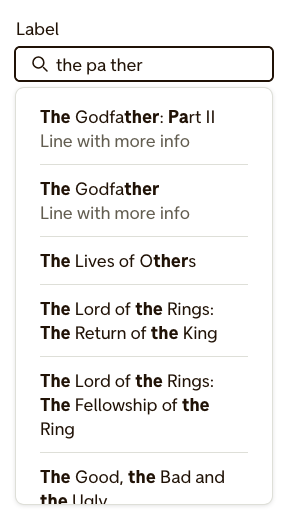 Label
the pa ther
The Godfather: Part II
Line with more info
The Godfather
Line with more info
The Lives of Others
The Lord of the Rings:
The Return of the King
The Lord of the Rings:
The Fellowship of the
Ring
The Good, the Bad and
the Ugly